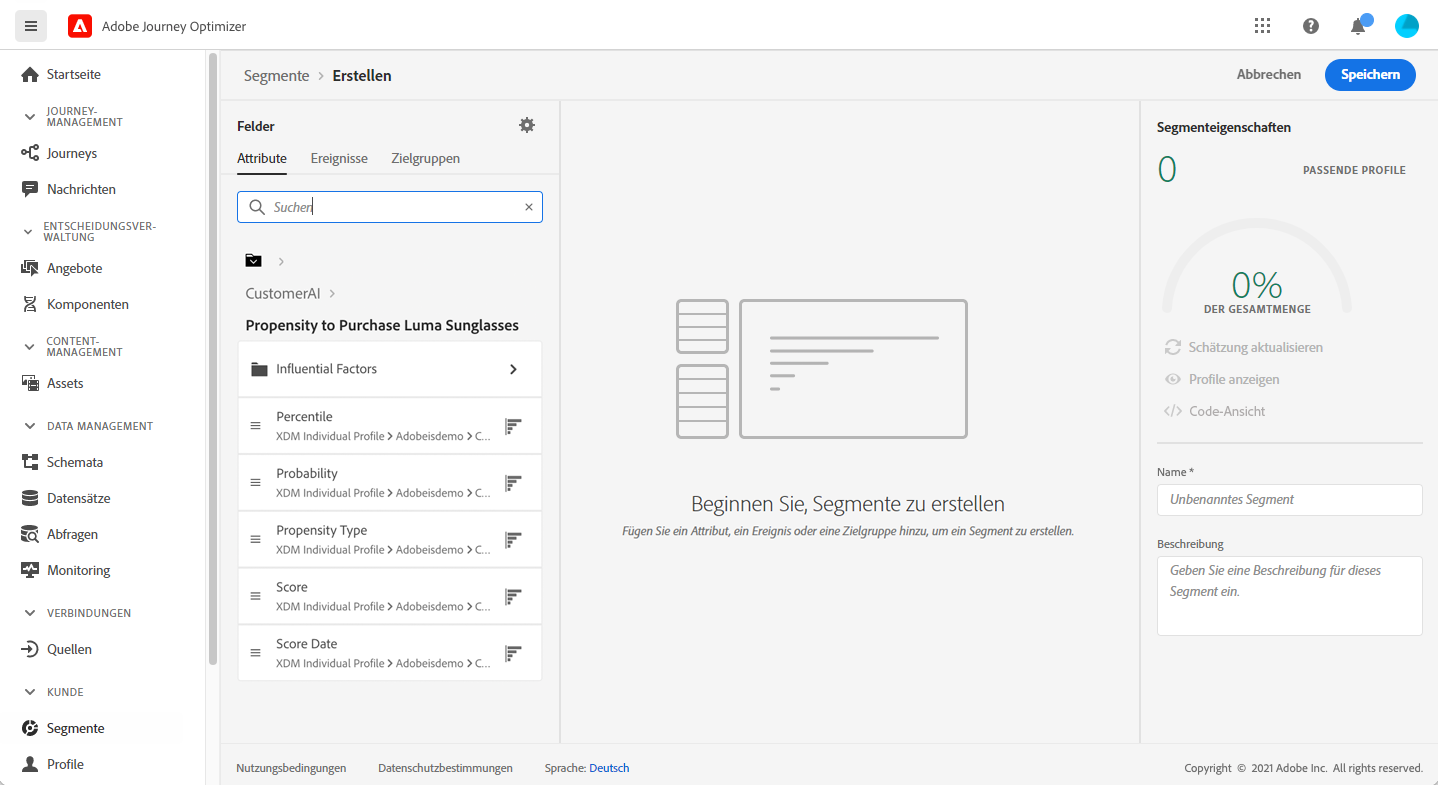 Adobe Journey Optimizer
Startseite
JOURNEY-
MANAGEMENT
Journeys
Nachrichten
ENTSCHEIDUNGSVER-
WALTUNG
Angebote
Komponenten
CONTENT-
MANAGEMENT
Assets
DATA MANAGEMENT
Schemata
Datensätze
Abfragen
Monitoring
VERBINDUNGEN
Quellen
KUNDE
Segmente
Profile
Segmente > Erstellen
Abbrechen
Speichern
Felder
Attribute Ereignisse Zielgruppen
Suchen
CustomerAI >
Propensity to Purchase Luma Sunglasses
Influential Factors
Percentile
XDM Individual Profile > Adobeisdemo > C...
Probability
XDM Individual Profile > Adobeisdemo > C...
Propensity Type
XDM Individual Profile > Adobeisdemo > C...
Score
XDM Individual Profile > Adobeisdemo > C...
Score Date
XDM Individual Profile > Adobeisdemo > C...
Beginnen Sie, Segmente zu erstellen
Fügen Sie ein Attribut, ein Ereignis oder eine Zielgruppe hinzu, um ein Segment zu erstellen.
Segmenteigenschaften
0 PASSENDE PROFILE
0%
DER GESAMTMENGE
Schätzung aktualisieren
Profile anzeigen
</> Code-Ansicht
Name *
Unbenanntes Segment
Beschreibung
Geben Sie eine Beschreibung für dieses
Segment ein.
Nutzungsbedingungen Datenschutzbestimmungen Sprache: Deutsch
Copyright © 2021 Adobe Inc. All rights reserved.